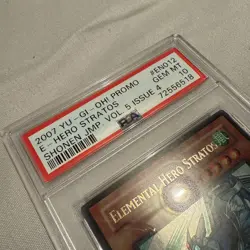 2007 YU-GI-OH! PROMO #EN012
E-HERO STRATOS GEM MT
SHONEN JMP. VOL. 5 ISSUE 4 10
PSA 72556518
ELEMENTAL HERO STRATOS